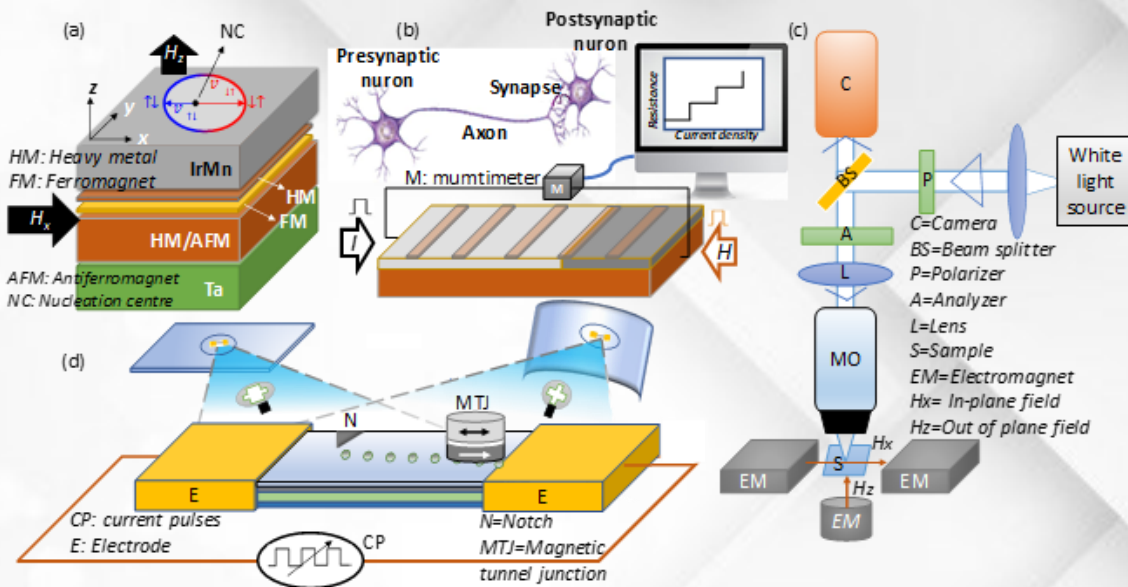 (a)
NC
Hz
z
y
x
v↓↑
↑↓
v↑↓
↓↑
HM: Heavy metal
FM: Ferromagnet
IrMn
HM
FM
Hx
HM/AFM
AFM: Antiferromagnet
NC: Nucleation centre
Ta
(b)
Postsynaptic
nuron
Presynaptic
nuron
Synapse
Axon
Resistance
Current density
M: mumtimeter
M
I
H
(c)
C
BS
P
White
light
source
A
L
MO
C=Camera
BS=Beam splitter
P=Polarizer
A=Analyzer
L=Lens
S=Sample
EM=Electromagnet
Hx= In-plane field
Hz=Out of plane field
Hx
S
EM
EM
Hz
EM
(d)
N
MTJ
E
E
CP: current pulses
E: Electrode
CP
N=Notch
MTJ=Magnetic
tunnel junction